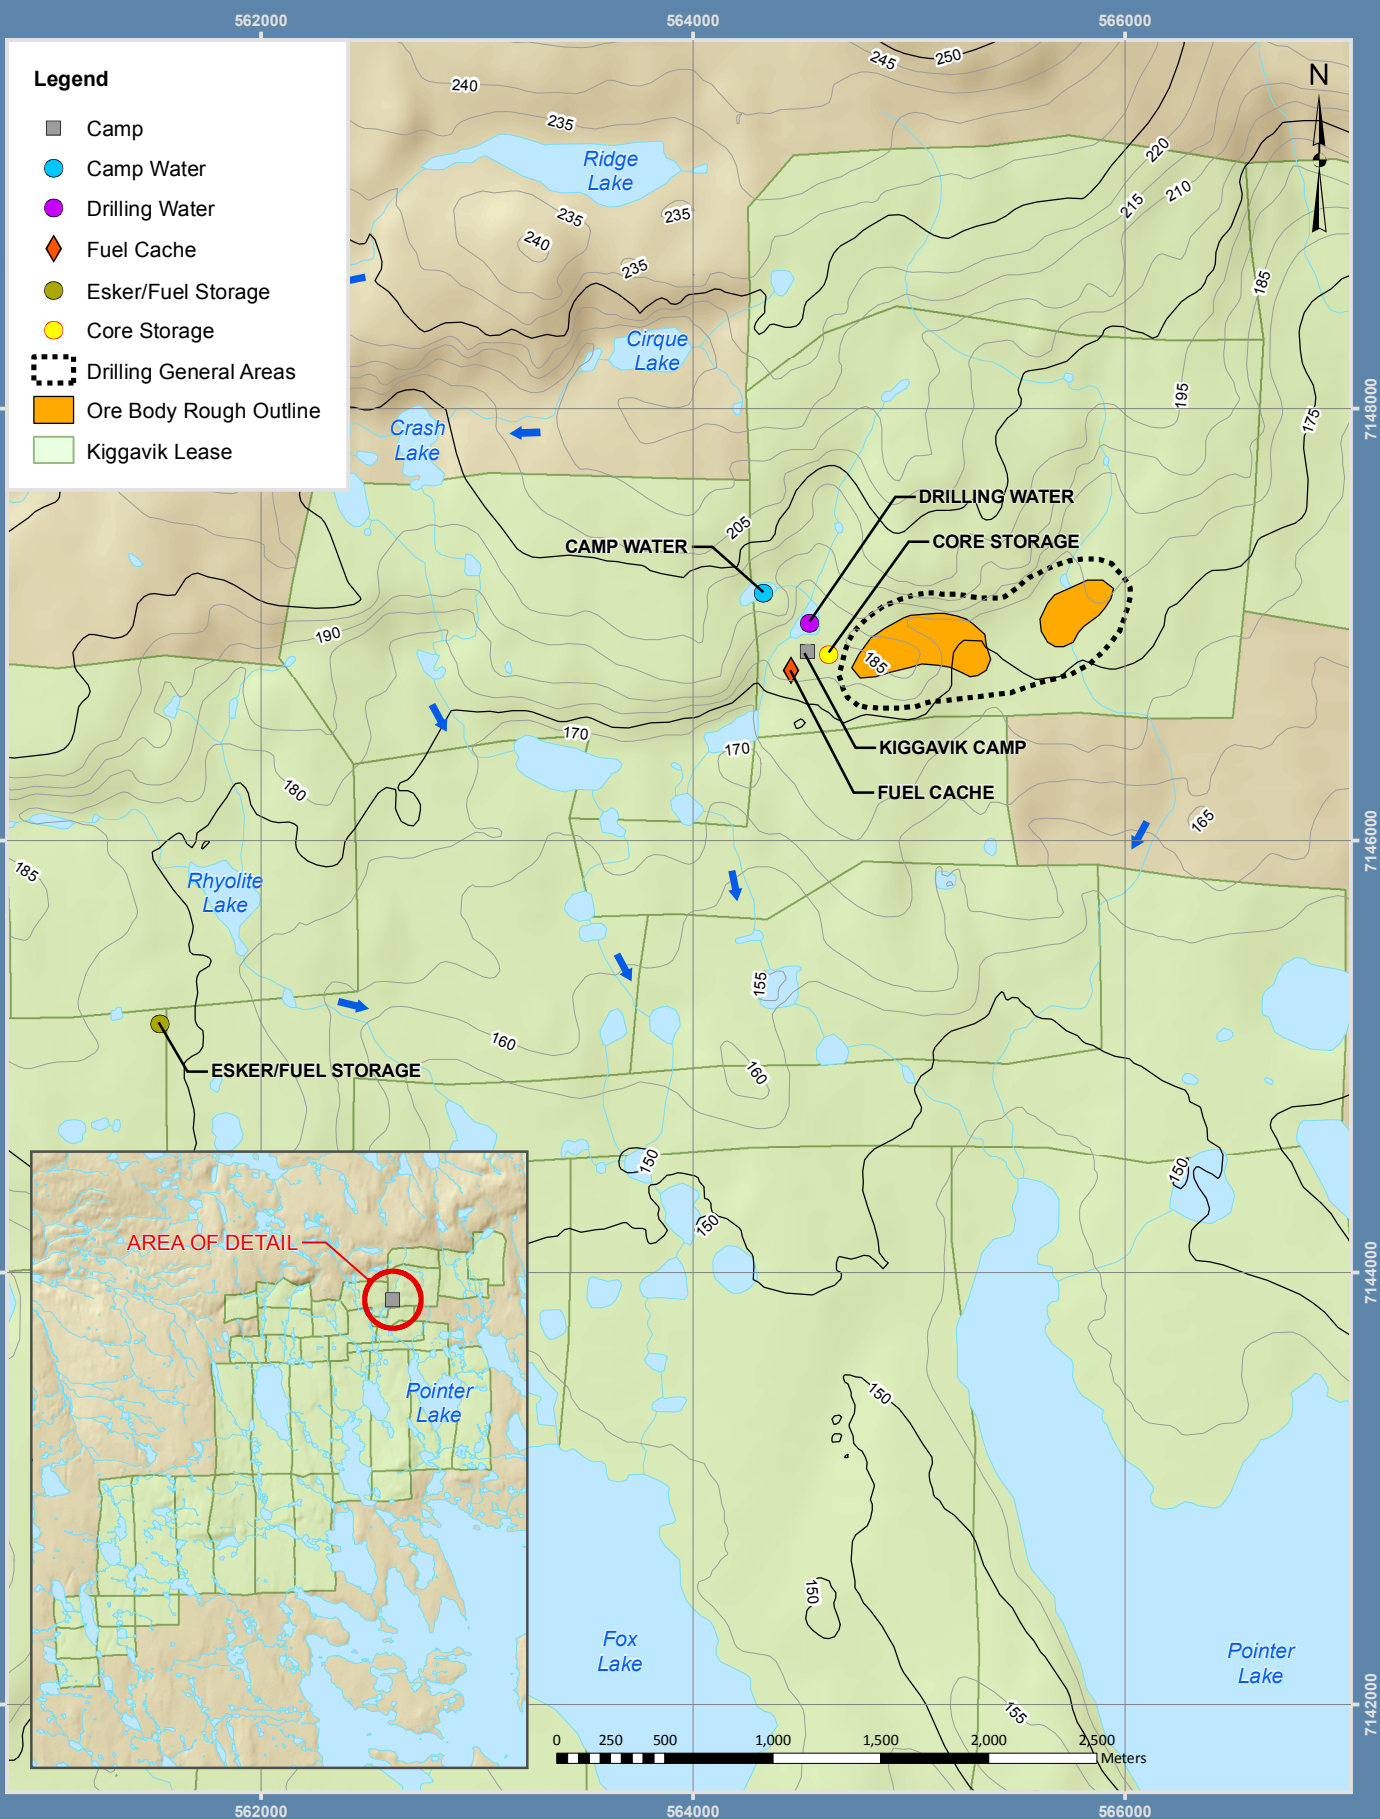 562000
564000
566000
Legend
Camp
Camp Water
Drilling Water
Fuel Cache
Esker/Fuel Storage
Core Storage
Drilling General Areas
Ore Body Rough Outline
Kiggavik Lease
N
245
250
240
235
220
Ridge
Lake
210
215
235
235
240
235
185
Cirque
Lake
195
175
7148000
Crash
Lake
DRILLING WATER
205
CORE STORAGE
CAMP WATER
190
185
170
170
KIGGAVIK CAMP
180
FUEL CACHE
165
7146000
185
Rhyolite
Lake
155
160
ESKER/FUEL STORAGE
160
150
150
150
AREA OF DETAIL
7144000
Pointer
Lake
150
150
Fox
Lake
Pointer
Lake
155
7142000
0
250
500
1,000
1,500
2,000
2,500
Meters
562000
564000
566000